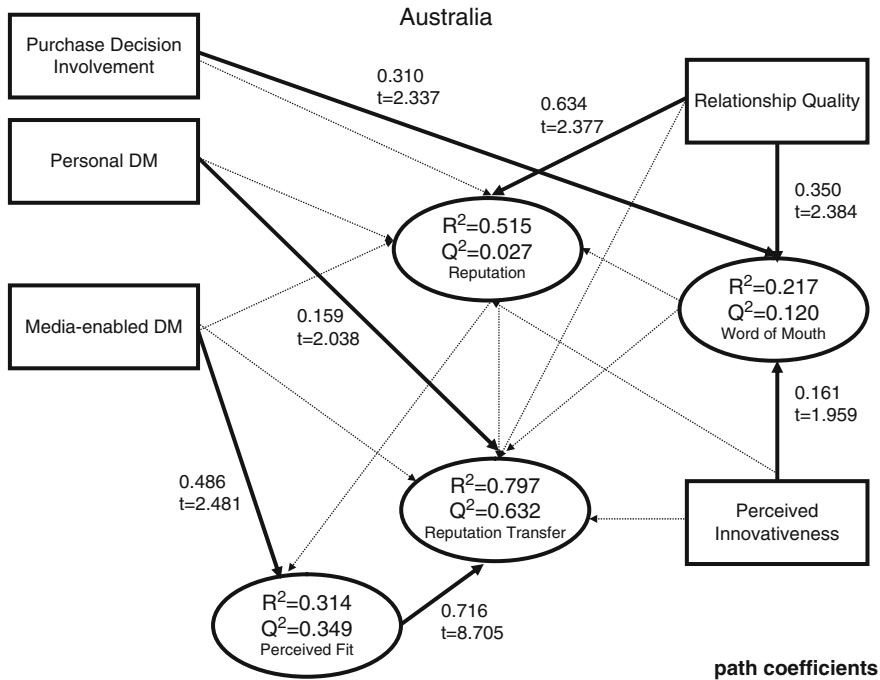 Australia
Purchase Decision
Involvement
0.310
t=2.337
0.634
t=2.377
Relationship Quality
Personal DM
0.350
t=2.384
R²=0.515
Q²=0.027
Reputation
R²=0.217
Q²=0.120
Word of Mouth
Media-enabled DM
0.159
t=2.038
0.161
t=1.959
0.486
t=2.481
R²=0.797
Q²=0.632
Reputation Transfer
Perceived
Innovativeness
R²=0.314
Q²=0.349
Perceived Fit
0.716
t=8.705
path coefficients